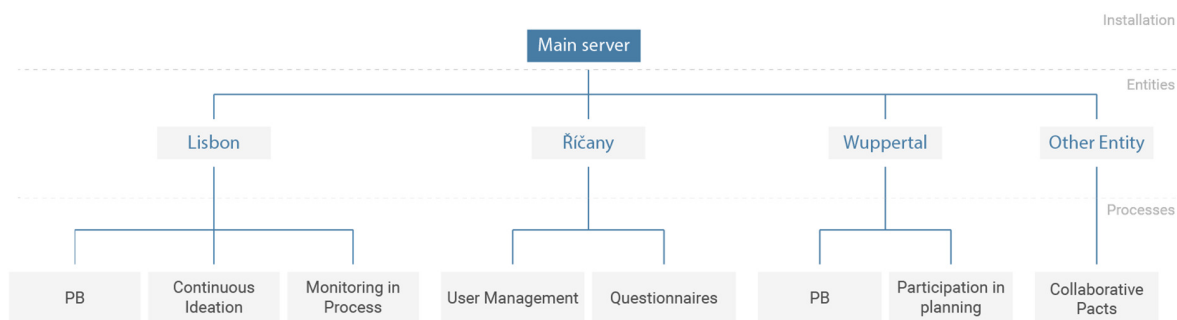 Installation
Main server
Entities
Lisbon
Říčany
Wuppertal
Other Entity
Processes
PB
Continuous
Ideation
Monitoring in
Process
User Management
Questionnaires
PB
Participation in
planning
Collaborative
Pacts